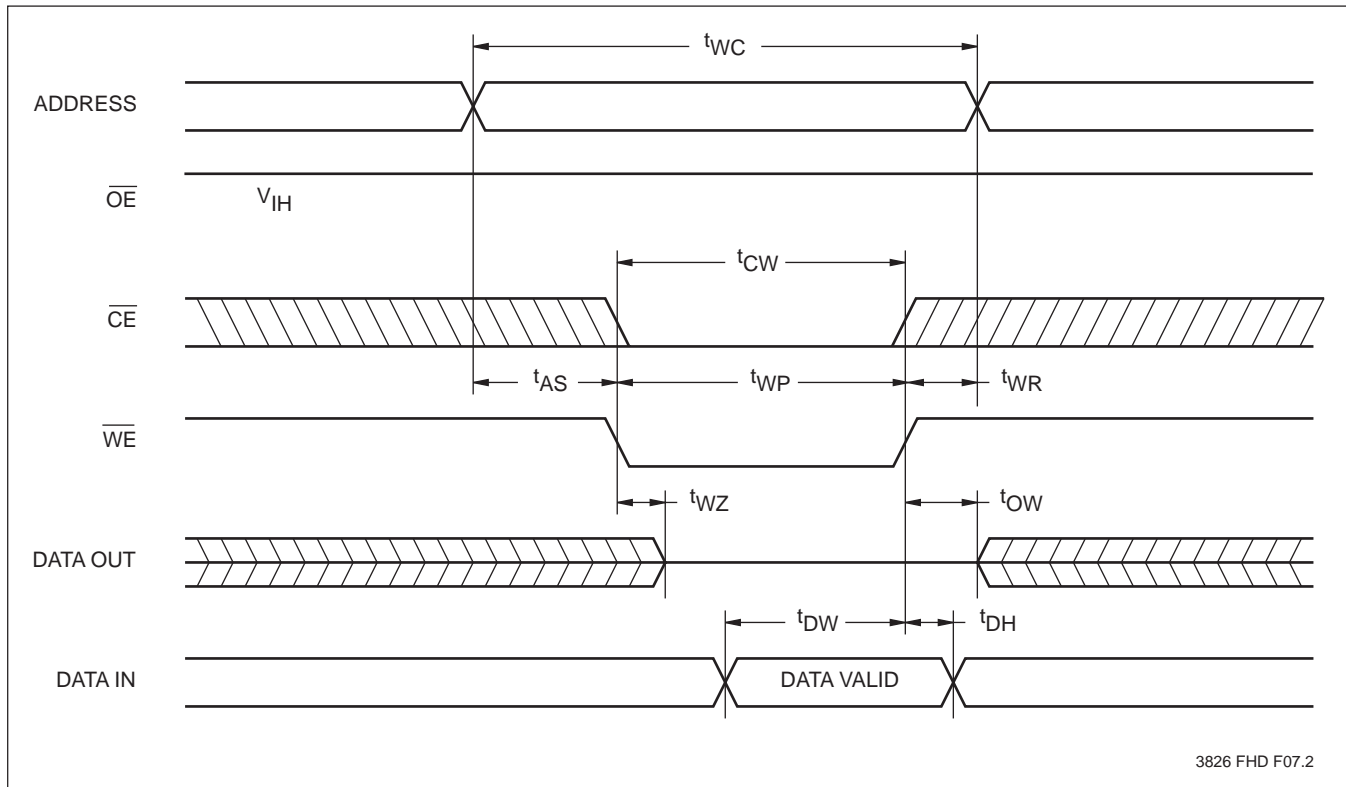 tWC
ADDRESS
OE
VIH
tCW
CE
tAS
tWP
tWR
WE
tWZ
tOW
DATA OUT
tDW
tDH
DATA IN
DATA VALID
3826 FHD F07.2